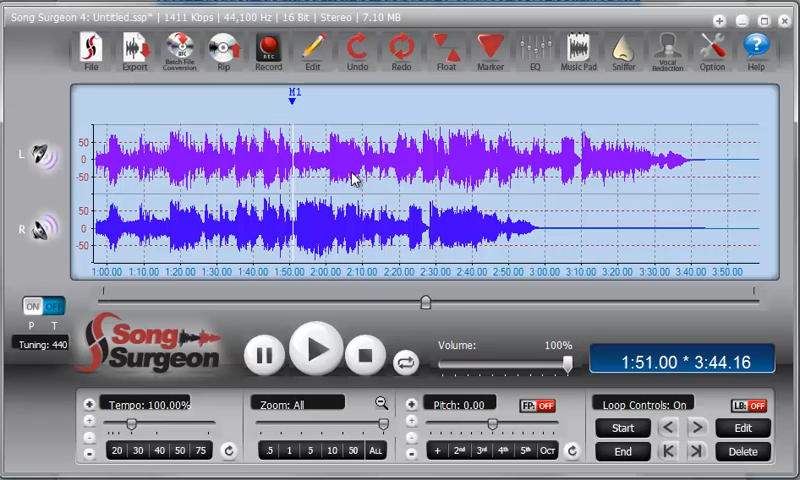 Song Surgeon 4: Untitled.ssp* | 1411 Kbps | 44,100 Hz | 16 Bit | Stereo | 7.10 MB
File Export Batch File Conversion Rip Record Edit Undo Redo Float Marker EQ Music Pad Sniffer Vocal Reduction Option Help
REC
M1
L
50
0
-50
R
50
0
-50
1:00.00 1:10.00 1:20.00 1:30.00 1:40.00 1:50.00 2:00.00 2:10.00 2:20.00 2:30.00 2:40.00 2:50.00 3:00.00 3:10.00 3:20.00 3:30.00 3:40.00 3:50.00
ON OFF
P T
Tuning: 440
Song
Surgeon
Volume: 100%
1:51.00 * 3:44.16
Tempo: 100.00% Zoom: All Pitch: 0.00 FP: OFF Loop Controls: On LB: OFF
Start < > Edit
20 30 40 50 75 .5 1 5 10 50 ALL + 2nd 3rd 4th 5th OCT End Delete